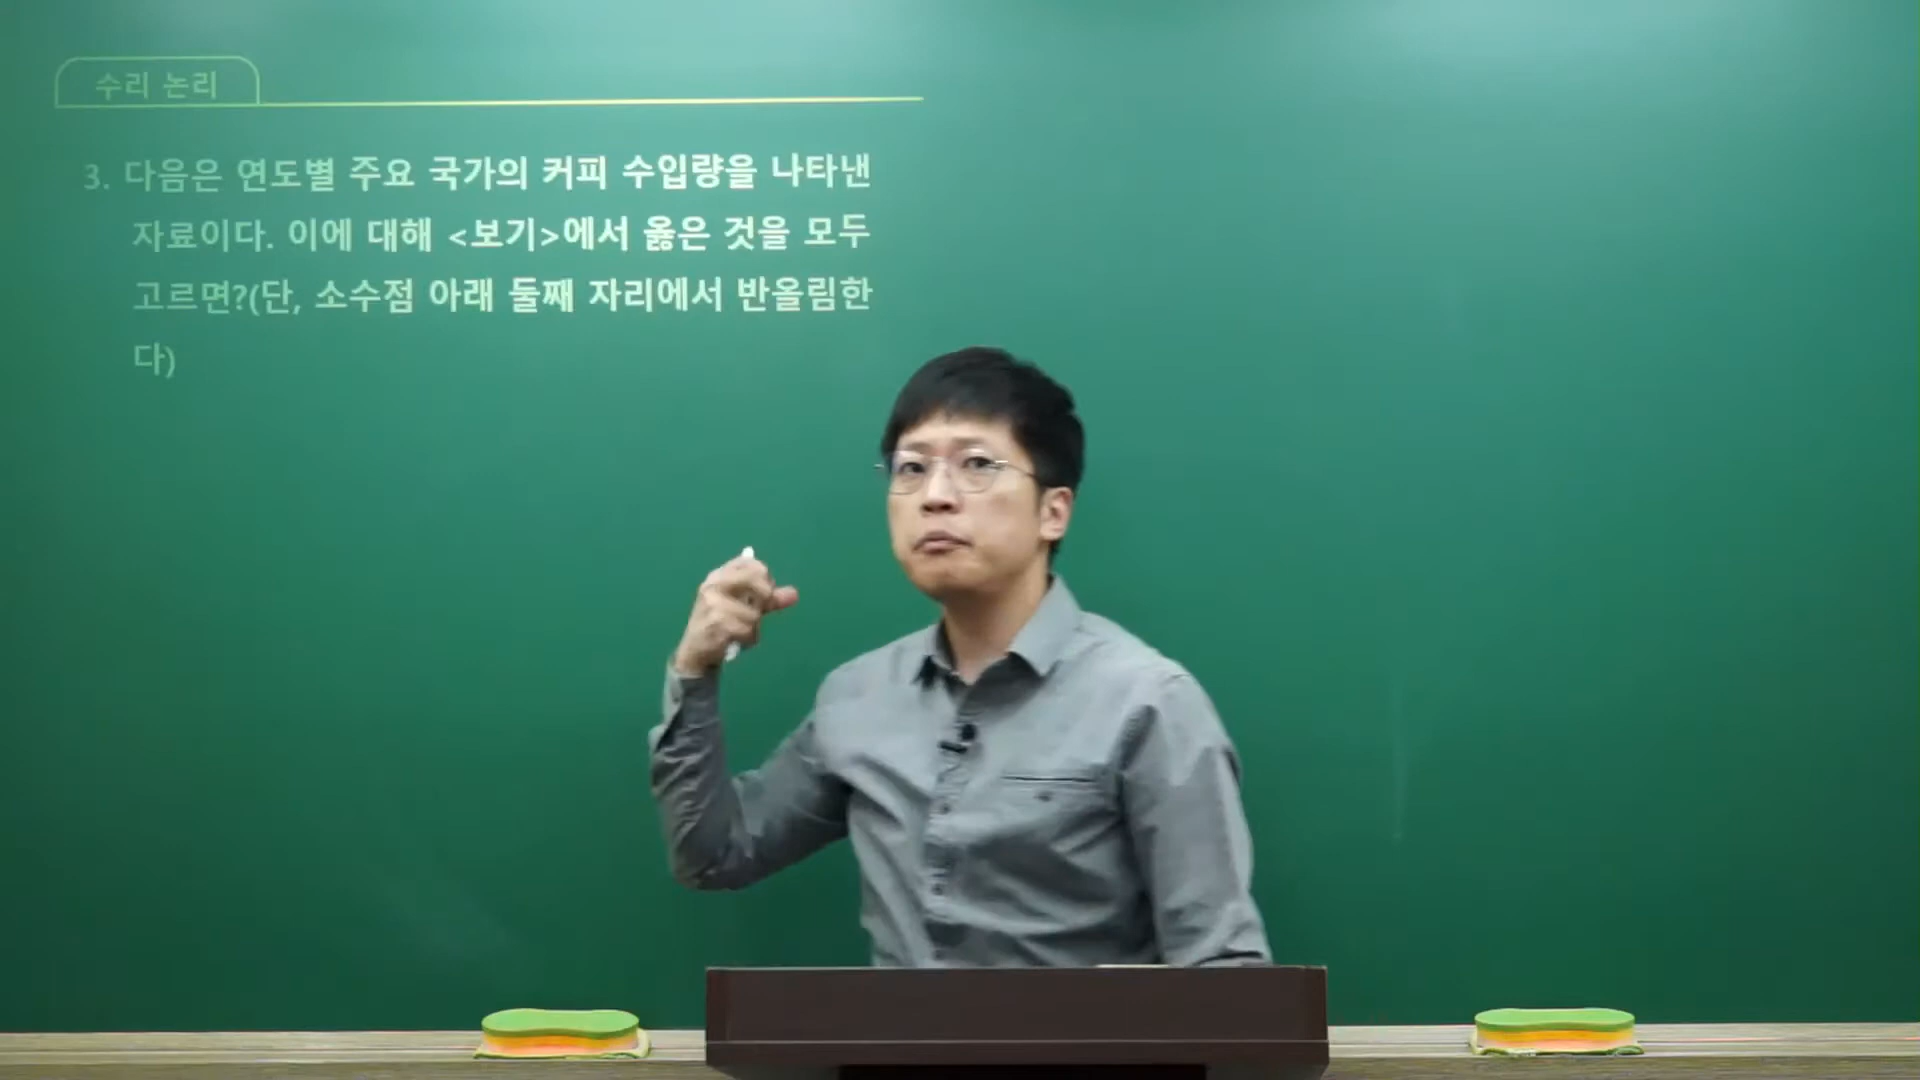 수리 논리
3. 다음은 연도별 주요 국가의 커피 수입량을 나타낸
자료이다. 이에 대해 <보기>에서 옳은 것을 모두
고르면?(단, 소수점 아래 둘째 자리에서 반올림한
다)